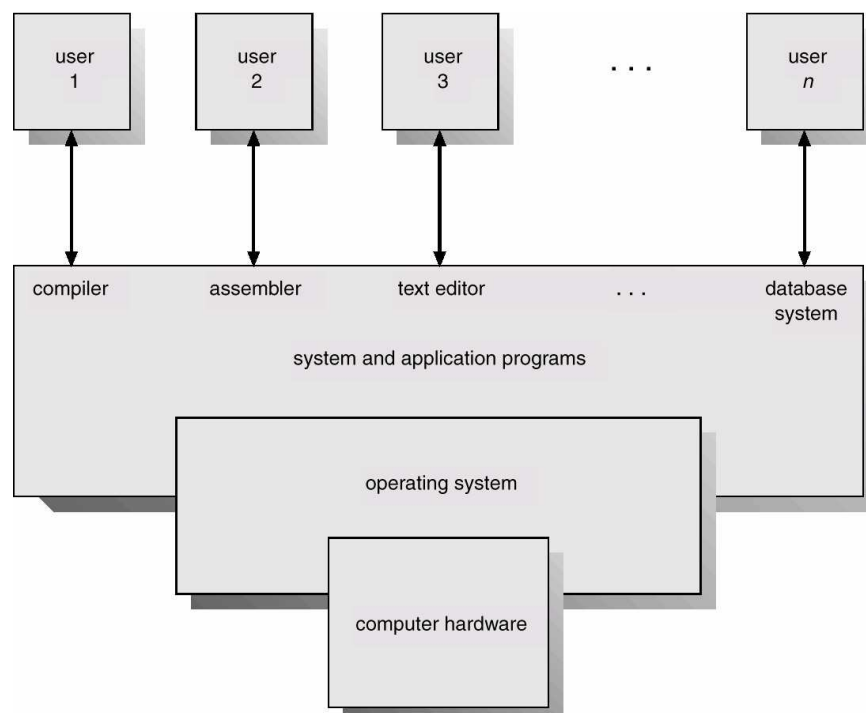 user
1
user
2
user
3
. . .
user
n
compiler
assembler
text editor
. . .
database
system
system and application programs
operating system
computer hardware